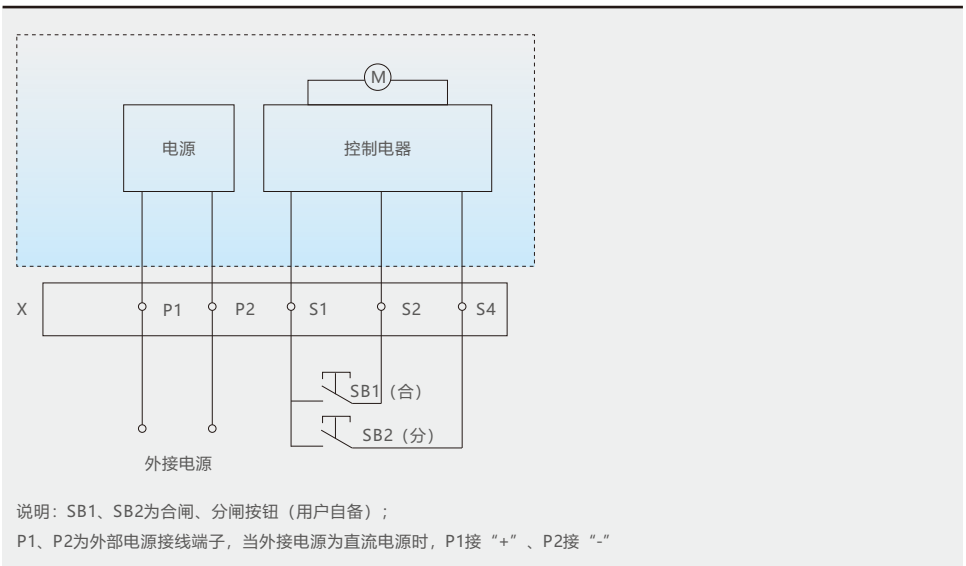 M
电源
控制电器
X
P1
P2
S1
S2
S4
SB1（合）
SB2（分）
外接电源
说明：SB1、SB2为合闸、分闸按钮（用户自备）；
P1、P2为外部电源接线端子，当外接电源为直流电源时，P1接“+”、P2接“-”